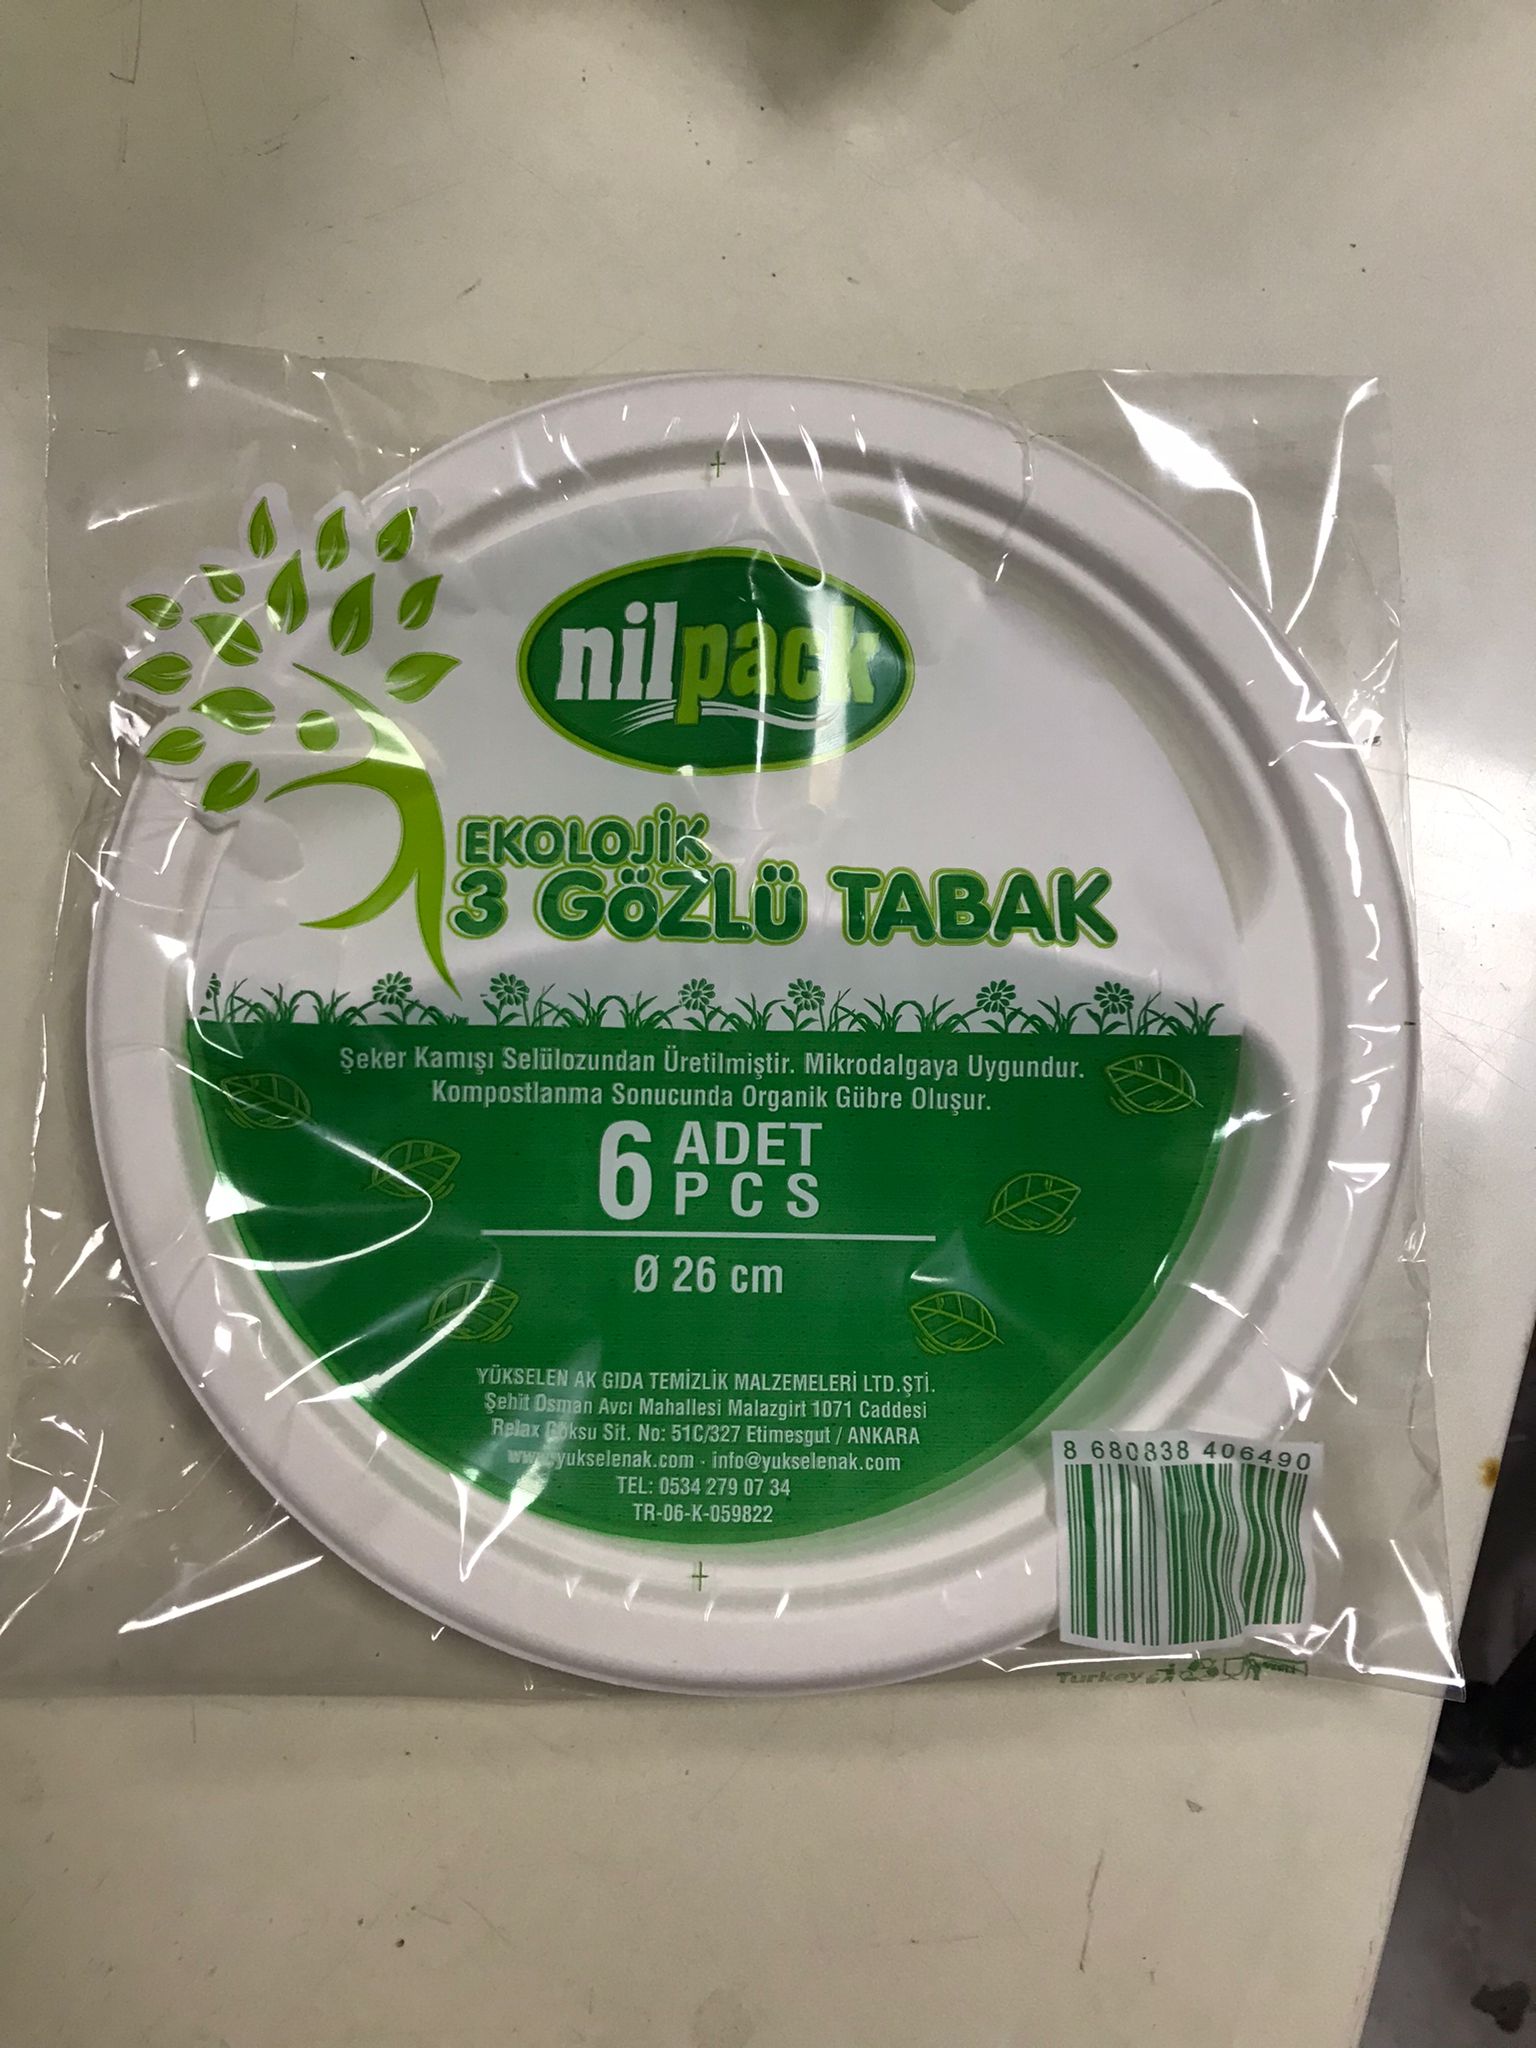 nilpack
EKOLOJİK
3 GÖZLÜ TABAK
Şeker Kamışı Selülozundan Üretilmiştir. Mikrodalgaya Uygundur.
Kompostlanma Sonucunda Organik Gübre Oluşur.
6 ADET
PCS
Ø 26 cm
YÜKSELEN AK GIDA TEMİZLİK MALZEMELERİ LTD.ŞTİ.
Şehit Osman Avcı Mahallesi Malazgirt 1071 Caddesi
Relax Göksu Sit. No: 51C/327 Etimesgut / ANKARA
www.yukselenak.com - info@yukselenak.com
TEL: 0534 279 07 34
TR-06-K-059822
8 680838 406490
Turkey